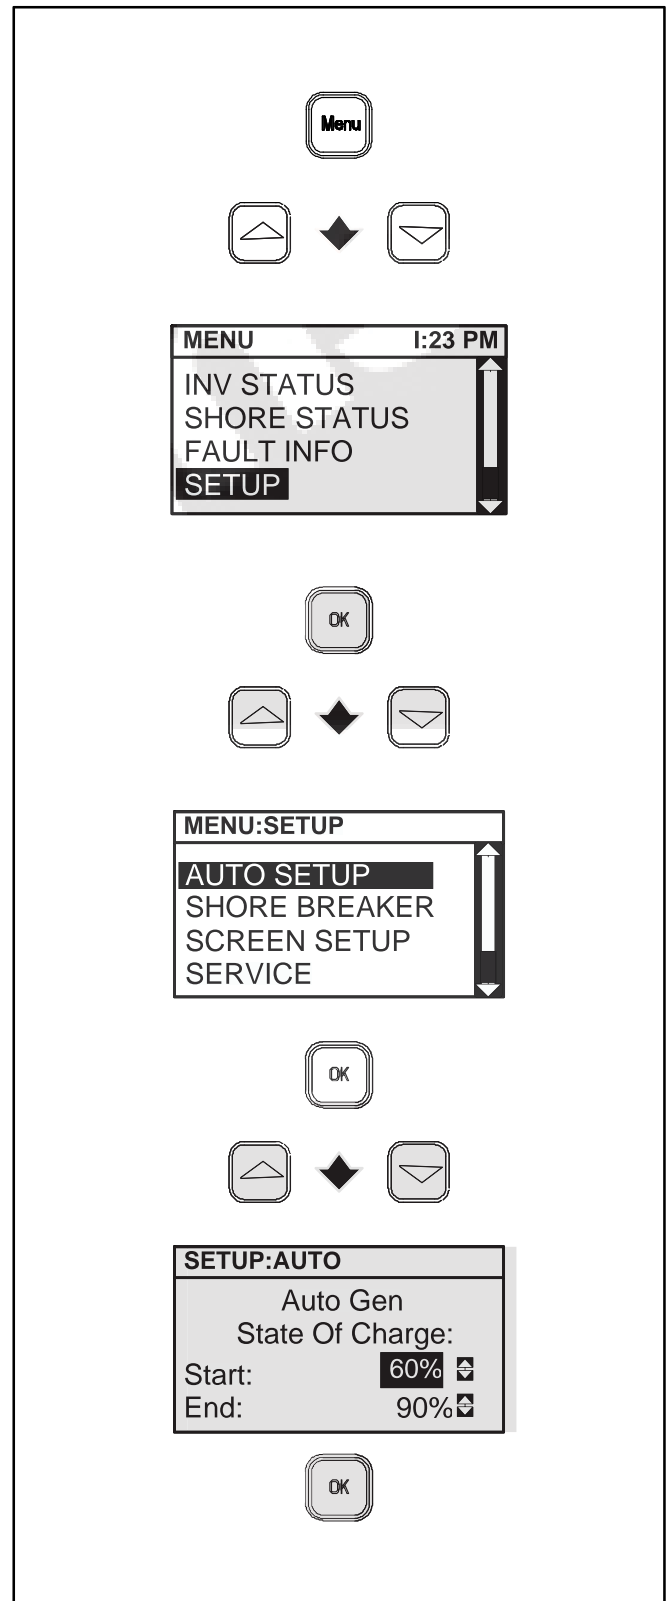 Menu
MENU I:23 PM
INV STATUS
SHORE STATUS
FAULT INFO
SETUP
OK
MENU:SETUP
AUTO SETUP
SHORE BREAKER
SCREEN SETUP
SERVICE
OK
SETUP:AUTO
Auto Gen
State Of Charge:
Start: 60%
End: 90%
OK